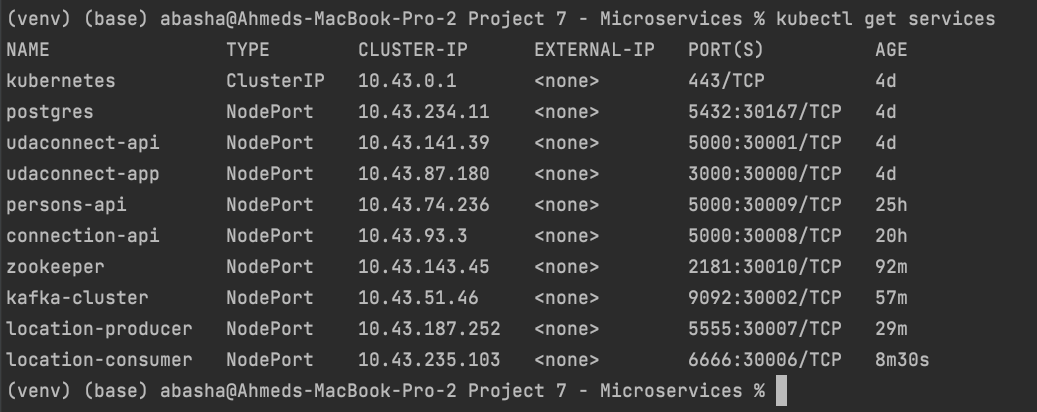 (venv) (base) abasha@Ahmeds-MacBook-Pro-2 Project 7 - Microservices % kubectl get services
NAME TYPE CLUSTER-IP EXTERNAL-IP PORT(S) AGE
kubernetes ClusterIP 10.43.0.1 <none> 443/TCP 4d
postgres NodePort 10.43.234.11 <none> 5432:30167/TCP 4d
udaconnect-api NodePort 10.43.141.39 <none> 5000:30001/TCP 4d
udaconnect-app NodePort 10.43.87.180 <none> 3000:30000/TCP 4d
persons-api NodePort 10.43.74.236 <none> 5000:30009/TCP 25h
connection-api NodePort 10.43.93.3 <none> 5000:30008/TCP 20h
zookeeper NodePort 10.43.143.45 <none> 2181:30010/TCP 92m
kafka-cluster NodePort 10.43.51.46 <none> 9092:30002/TCP 57m
location-producer NodePort 10.43.187.252 <none> 5555:30007/TCP 29m
location-consumer NodePort 10.43.235.103 <none> 6666:30006/TCP 8m30s
(venv) (base) abasha@Ahmeds-MacBook-Pro-2 Project 7 - Microservices %